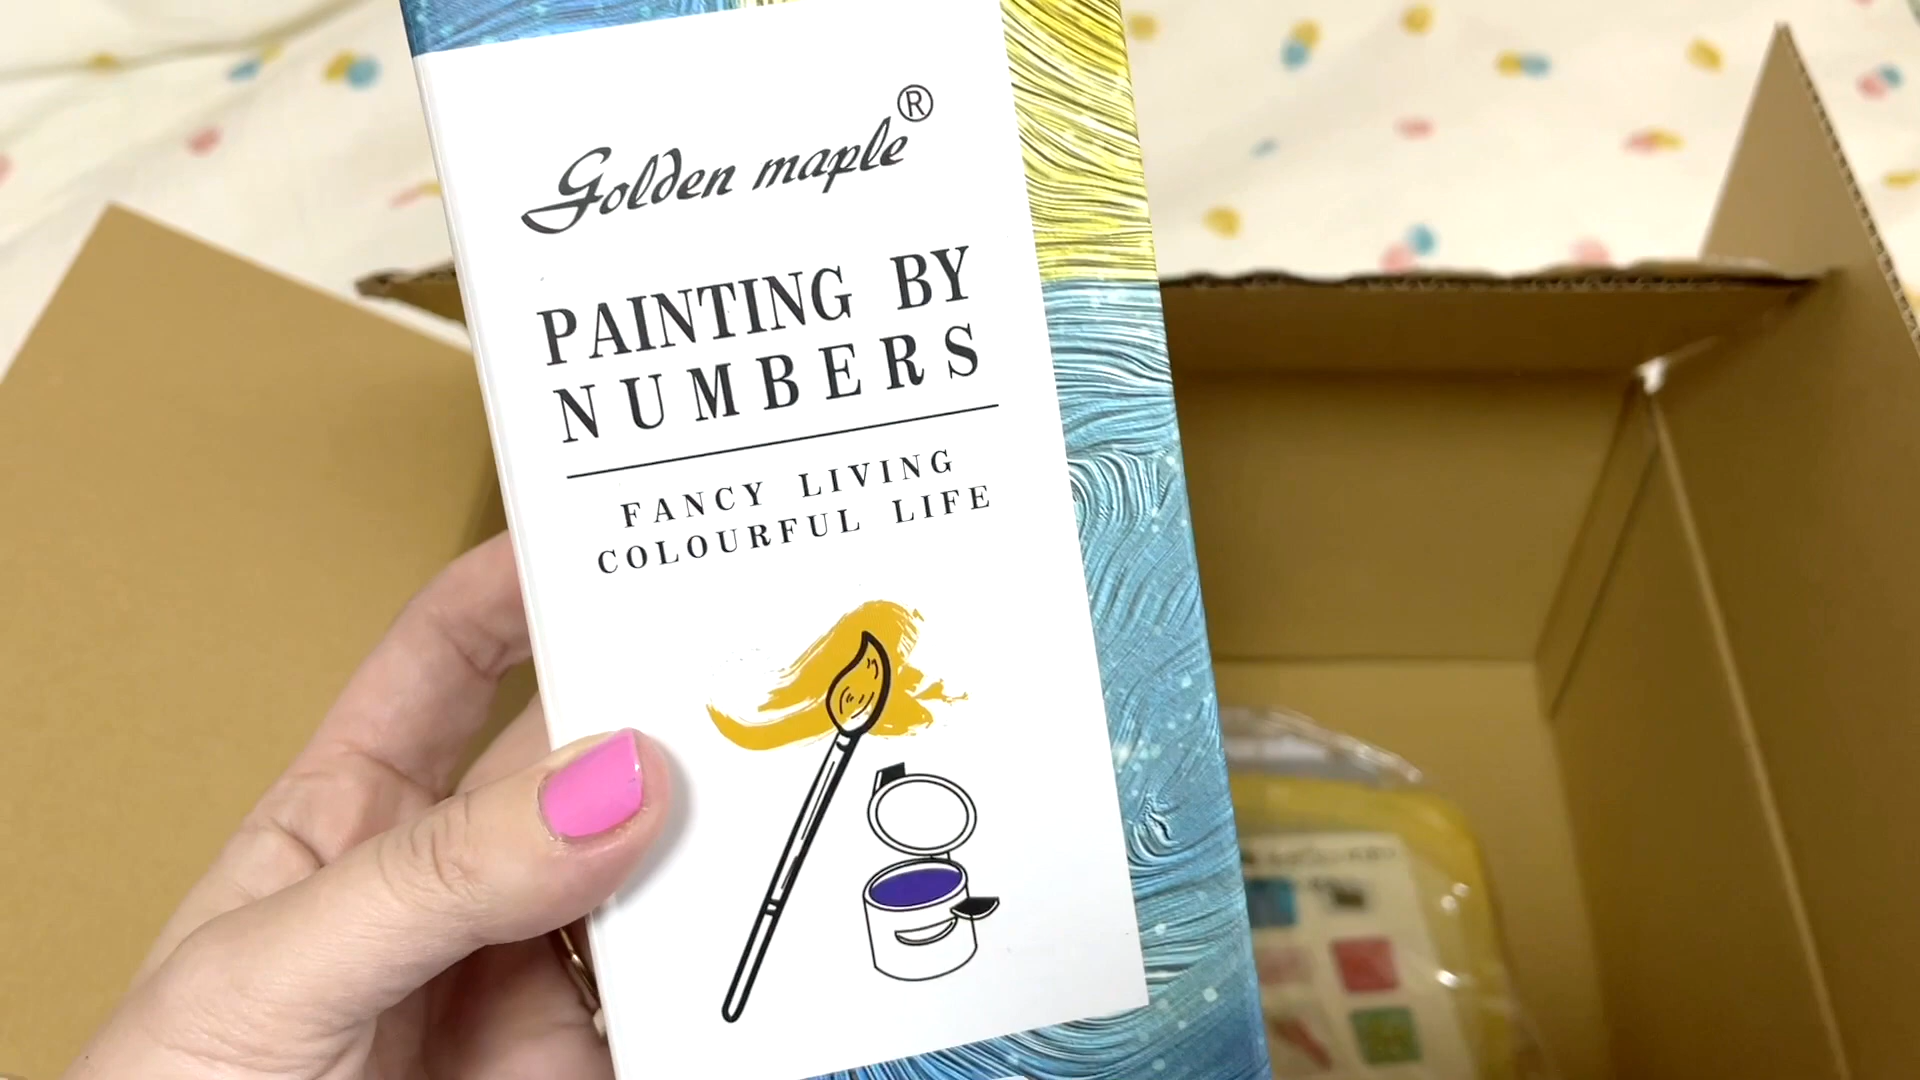 Golden maple®
PAINTING BY
NUMBERS
FANCY LIVING
COLOURFUL LIFE